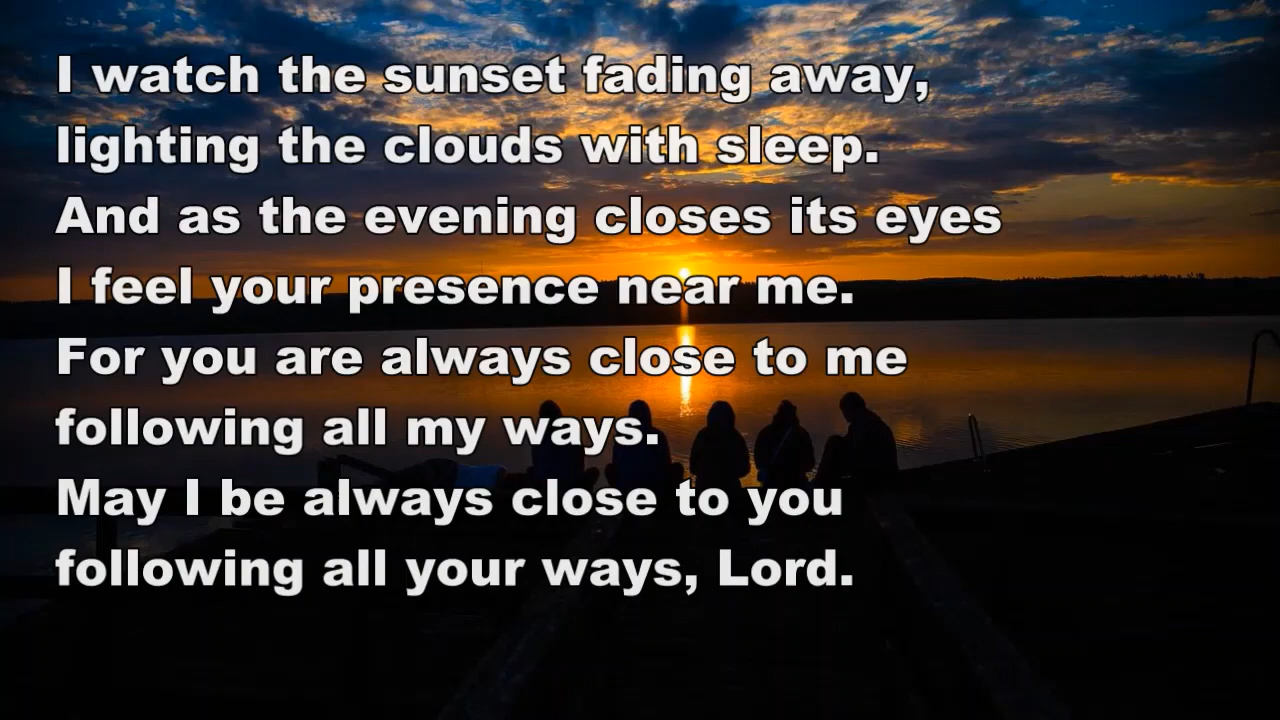 I watch the sunset fading away,
lighting the clouds with sleep.
And as the evening closes its eyes
I feel your presence near me.
For you are always close to me
following all my ways.
May I be always close to you
following all your ways, Lord.